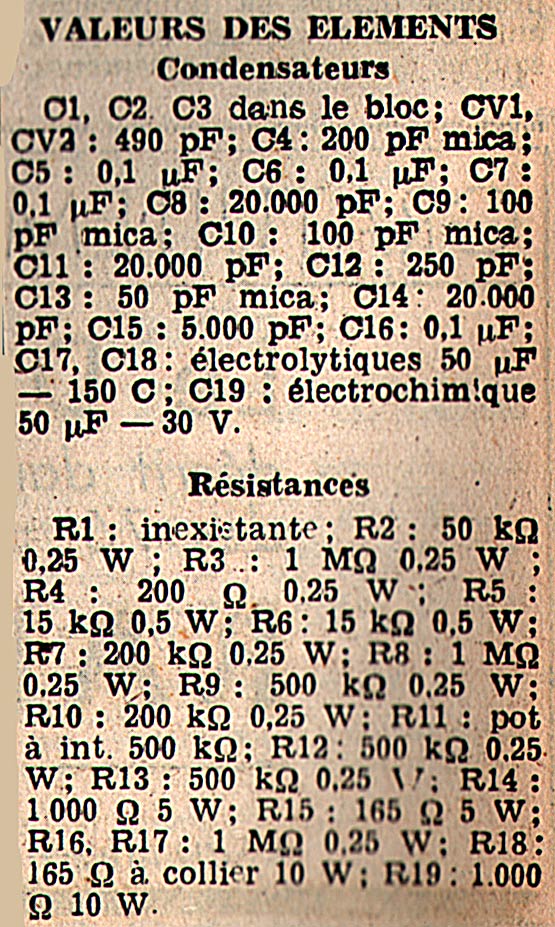 VALEURS DES ELEMENTS
Condensateurs
C1, C2. C3 dans le bloc; CV1,
CV2 : 490 pF; C4 : 200 pF mica;
C5 : 0,1 µF; C6 : 0,1 µF; C7 :
0,1 µF; C8 : 20.000 pF; C9 : 100
pF mica; C10 : 100 pF mica;
C11 : 20.000 pF; C12 : 250 pF;
C13 : 50 pF mica; C14 : 20.000
pF; C15 : 5.000 pF; C16 : 0,1 µF;
C17, C18 : électrolytiques 50 µF
— 150 C; C19 : électrochimique
50 µF — 30 V.
Résistances
R1 : inexistante; R2 : 50 kΩ
0,25 W ; R3 : 1 MΩ 0,25 W ;
R4 : 200 Ω 0,25 W ; R5 :
15 kΩ 0,5 W; R6 : 15 kΩ 0,5 W;
R7 : 200 kΩ 0,25 W; R8 : 1 MΩ
0,25 W; R9 : 500 kΩ 0,25 W;
R10 : 200 kΩ 0,25 W; R11 : pot
à int. 500 kΩ; R12 : 500 kΩ 0,25
W; R13 : 500 kΩ 0,25 W; R14 :
1.000 Ω 5 W; R15 : 165 Ω 5 W;
R16, R17 : 1 MΩ 0,25 W; R18 :
165 Ω à collier 10 W; R19 : 1.000
Ω 10 W.